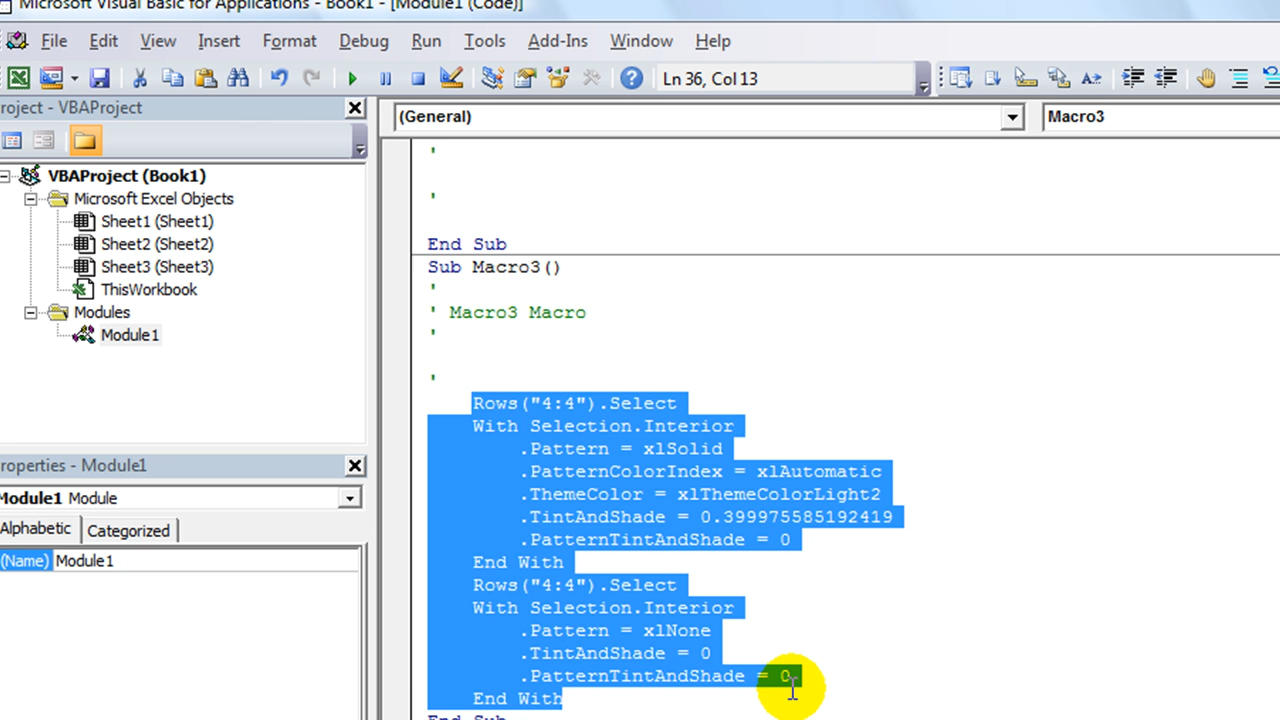 Microsoft Visual Basic for Applications - Book1 - [Module1 (Code)]
File Edit View Insert Format Debug Run Tools Add-Ins Window Help
Ln 36, Col 13
roject - VBAProject
(General)
Macro3
VBAProject (Book1)
Microsoft Excel Objects
Sheet1 (Sheet1)
Sheet2 (Sheet2)
Sheet3 (Sheet3)
ThisWorkbook
Modules
Module1
roperties - Module1
Module1 Module
Alphabetic Categorized
(Name) Module1
'
'
End Sub
Sub Macro3()
'
' Macro3 Macro
'
'
Rows("4:4").Select
With Selection.Interior
.Pattern = xlSolid
.PatternColorIndex = xlAutomatic
.ThemeColor = xlThemeColorLight2
.TintAndShade = 0.399975585192419
.PatternTintAndShade = 0
End With
Rows("4:4").Select
With Selection.Interior
.Pattern = xlNone
.TintAndShade = 0
.PatternTintAndShade = 0
End With
End Sub